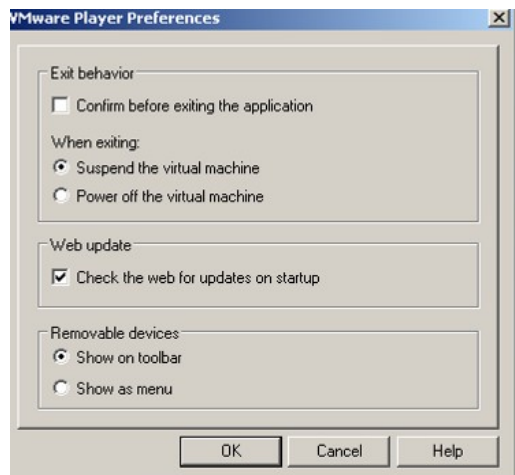 VMware Player Preferences
Exit behavior
Confirm before exiting the application
When exiting:
Suspend the virtual machine
Power off the virtual machine
Web update
Check the web for updates on startup
Removable devices
Show on toolbar
Show as menu
OK Cancel Help